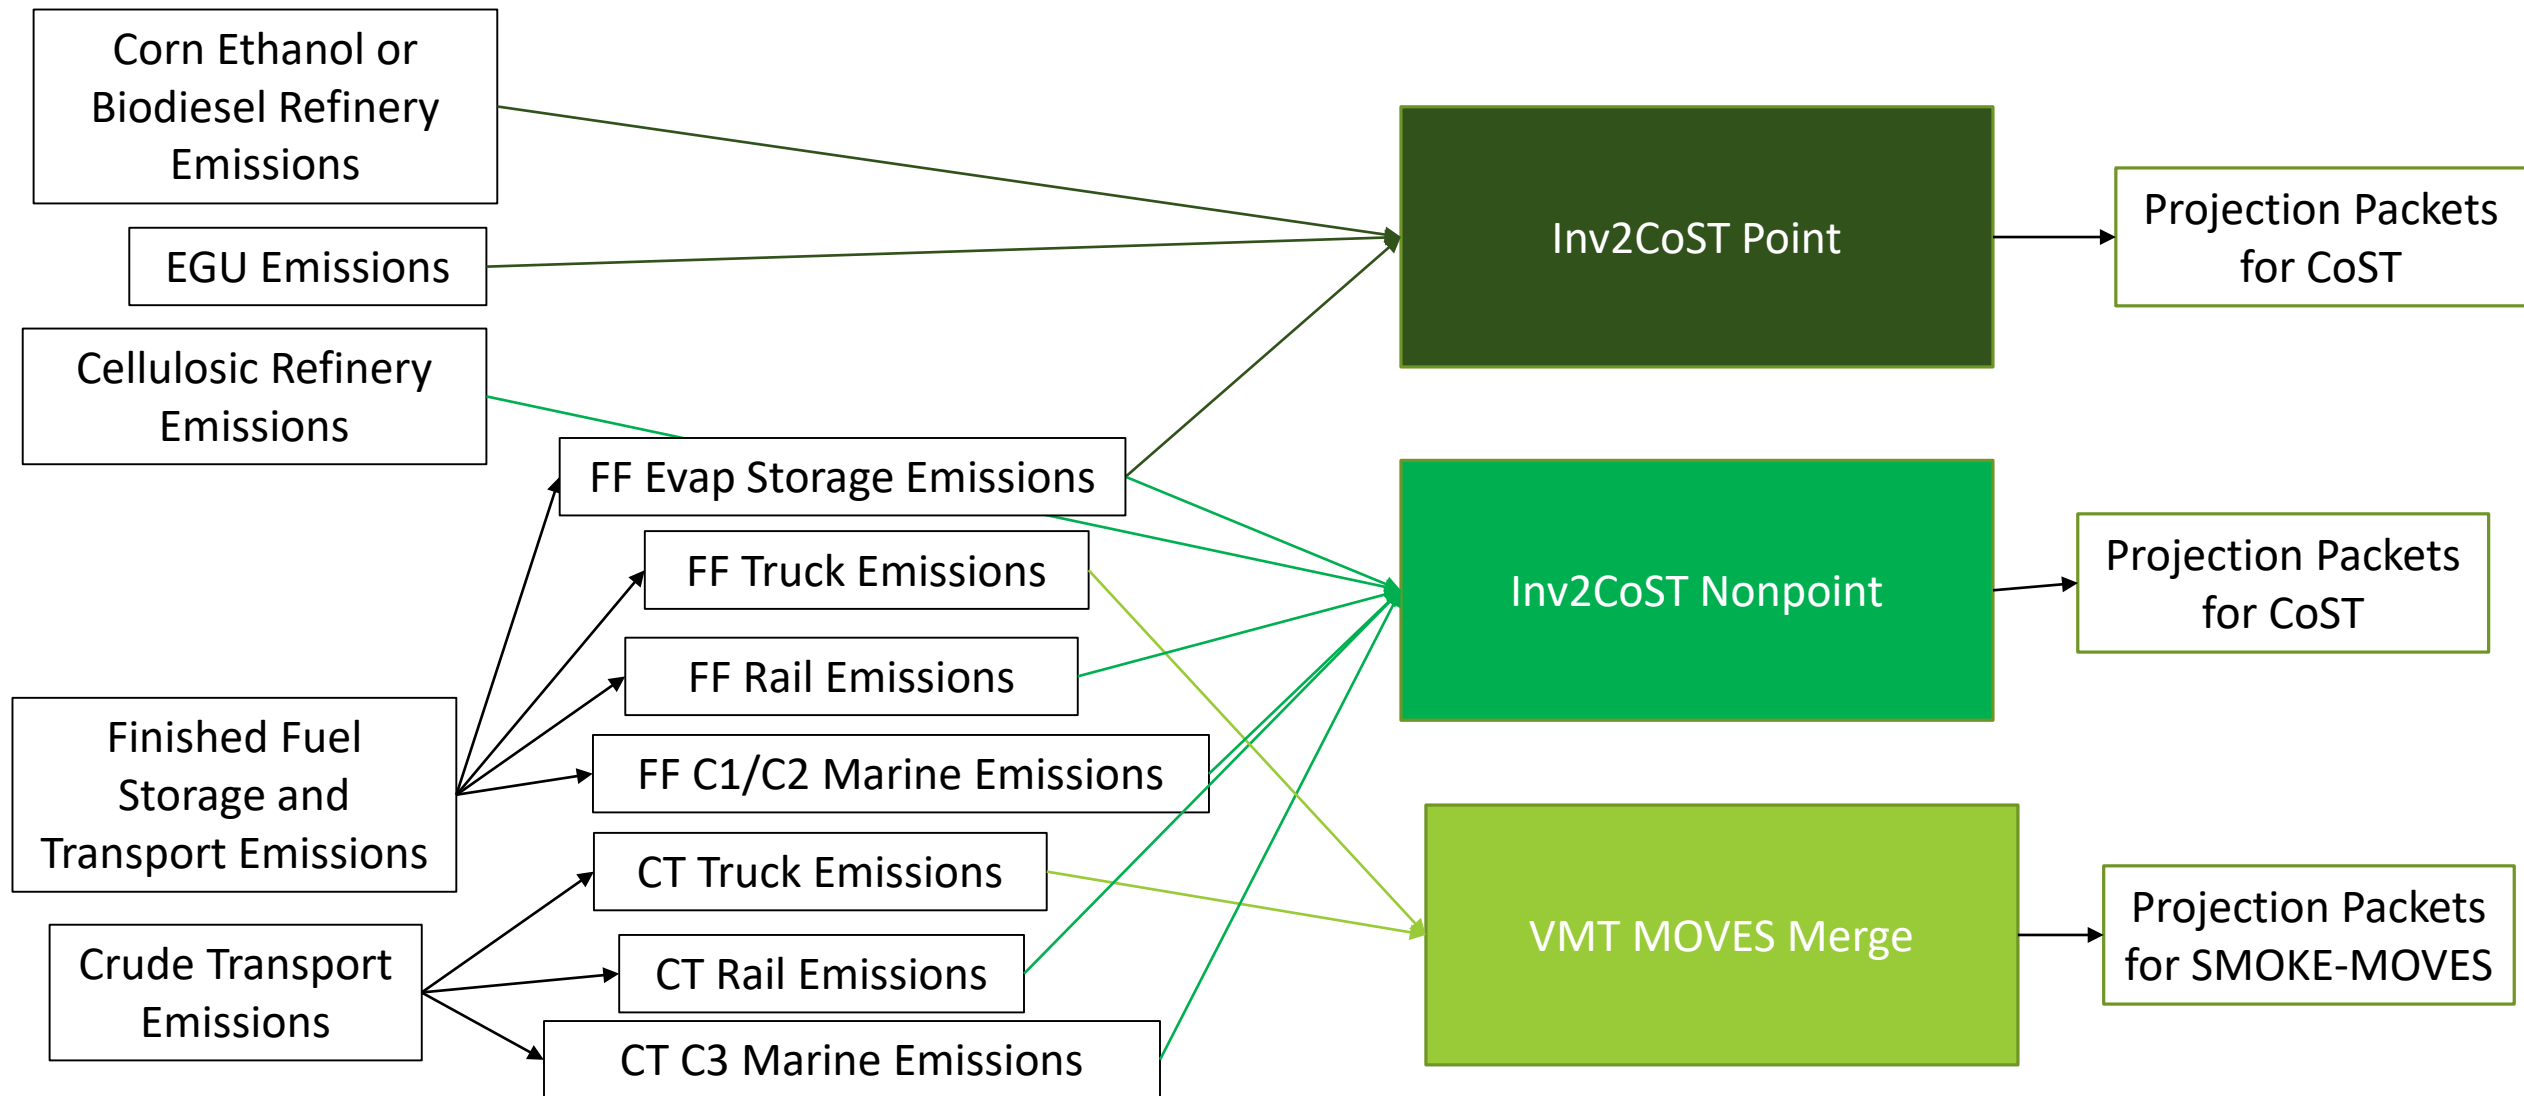 Corn Ethanol or
Biodiesel Refinery
Emissions
EGU Emissions
Cellulosic Refinery
Emissions
FF Evap Storage Emissions
FF Truck Emissions
FF Rail Emissions
Finished Fuel
Storage and
Transport Emissions
FF C1/C2 Marine Emissions
CT Truck Emissions
Crude Transport
Emissions
CT Rail Emissions
CT C3 Marine Emissions
Inv2CoST Point
Projection Packets
for CoST
Inv2CoST Nonpoint
Projection Packets
for CoST
VMT MOVES Merge
Projection Packets
for SMOKE-MOVES